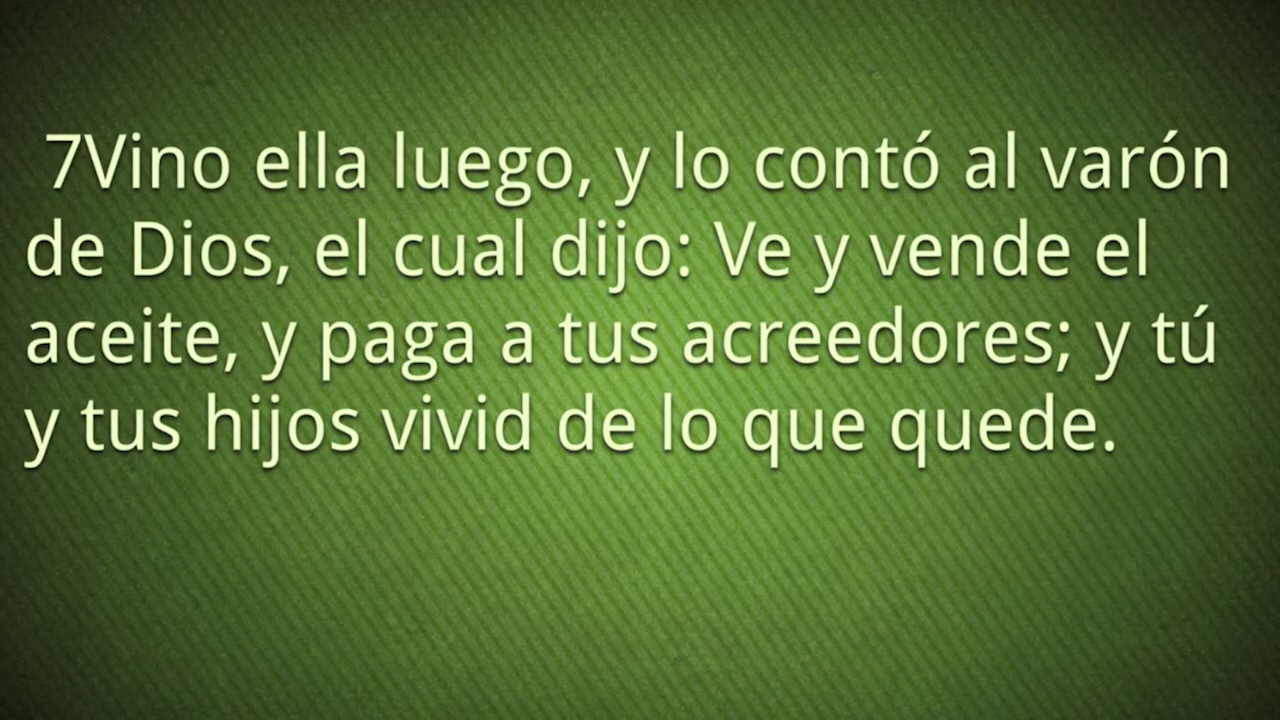 7Vino ella luego, y lo contó al varón
de Dios, el cual dijo: Ve y vende el
aceite, y paga a tus acreedores; y tú
y tus hijos vivid de lo que quede.